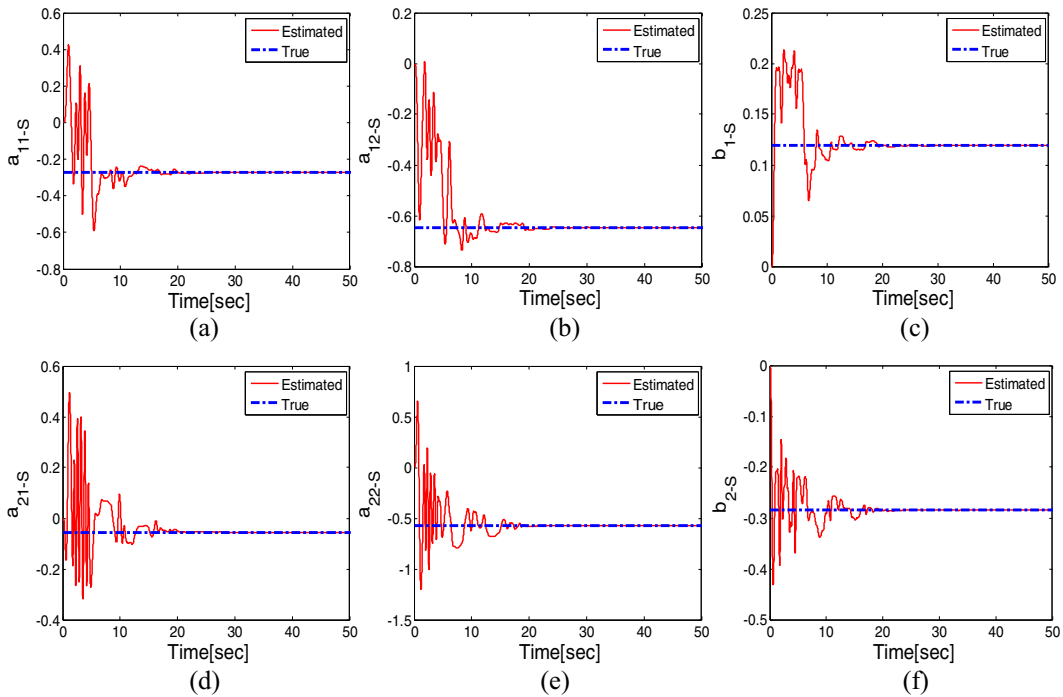 0.6
0.4
0.2
0
-0.2
-0.4
-0.6
-0.8
a11-S
Estimated
True
0 10 20 30 40 50
Time[sec]
(a)
0.2
0
-0.2
-0.4
-0.6
-0.8
a12-S
Estimated
True
0 10 20 30 40 50
Time[sec]
(b)
0.25
0.2
0.15
0.1
0.05
0
b1-S
Estimated
True
0 10 20 30 40 50
Time[sec]
(c)
0.6
0.4
0.2
0
-0.2
-0.4
a21-S
Estimated
True
0 10 20 30 40 50
Time[sec]
(d)
1
0.5
0
-0.5
-1
-1.5
a22-S
Estimated
True
0 10 20 30 40 50
Time[sec]
(e)
0
-0.1
-0.2
-0.3
-0.4
-0.5
b2-S
Estimated
True
0 10 20 30 40 50
Time[sec]
(f)